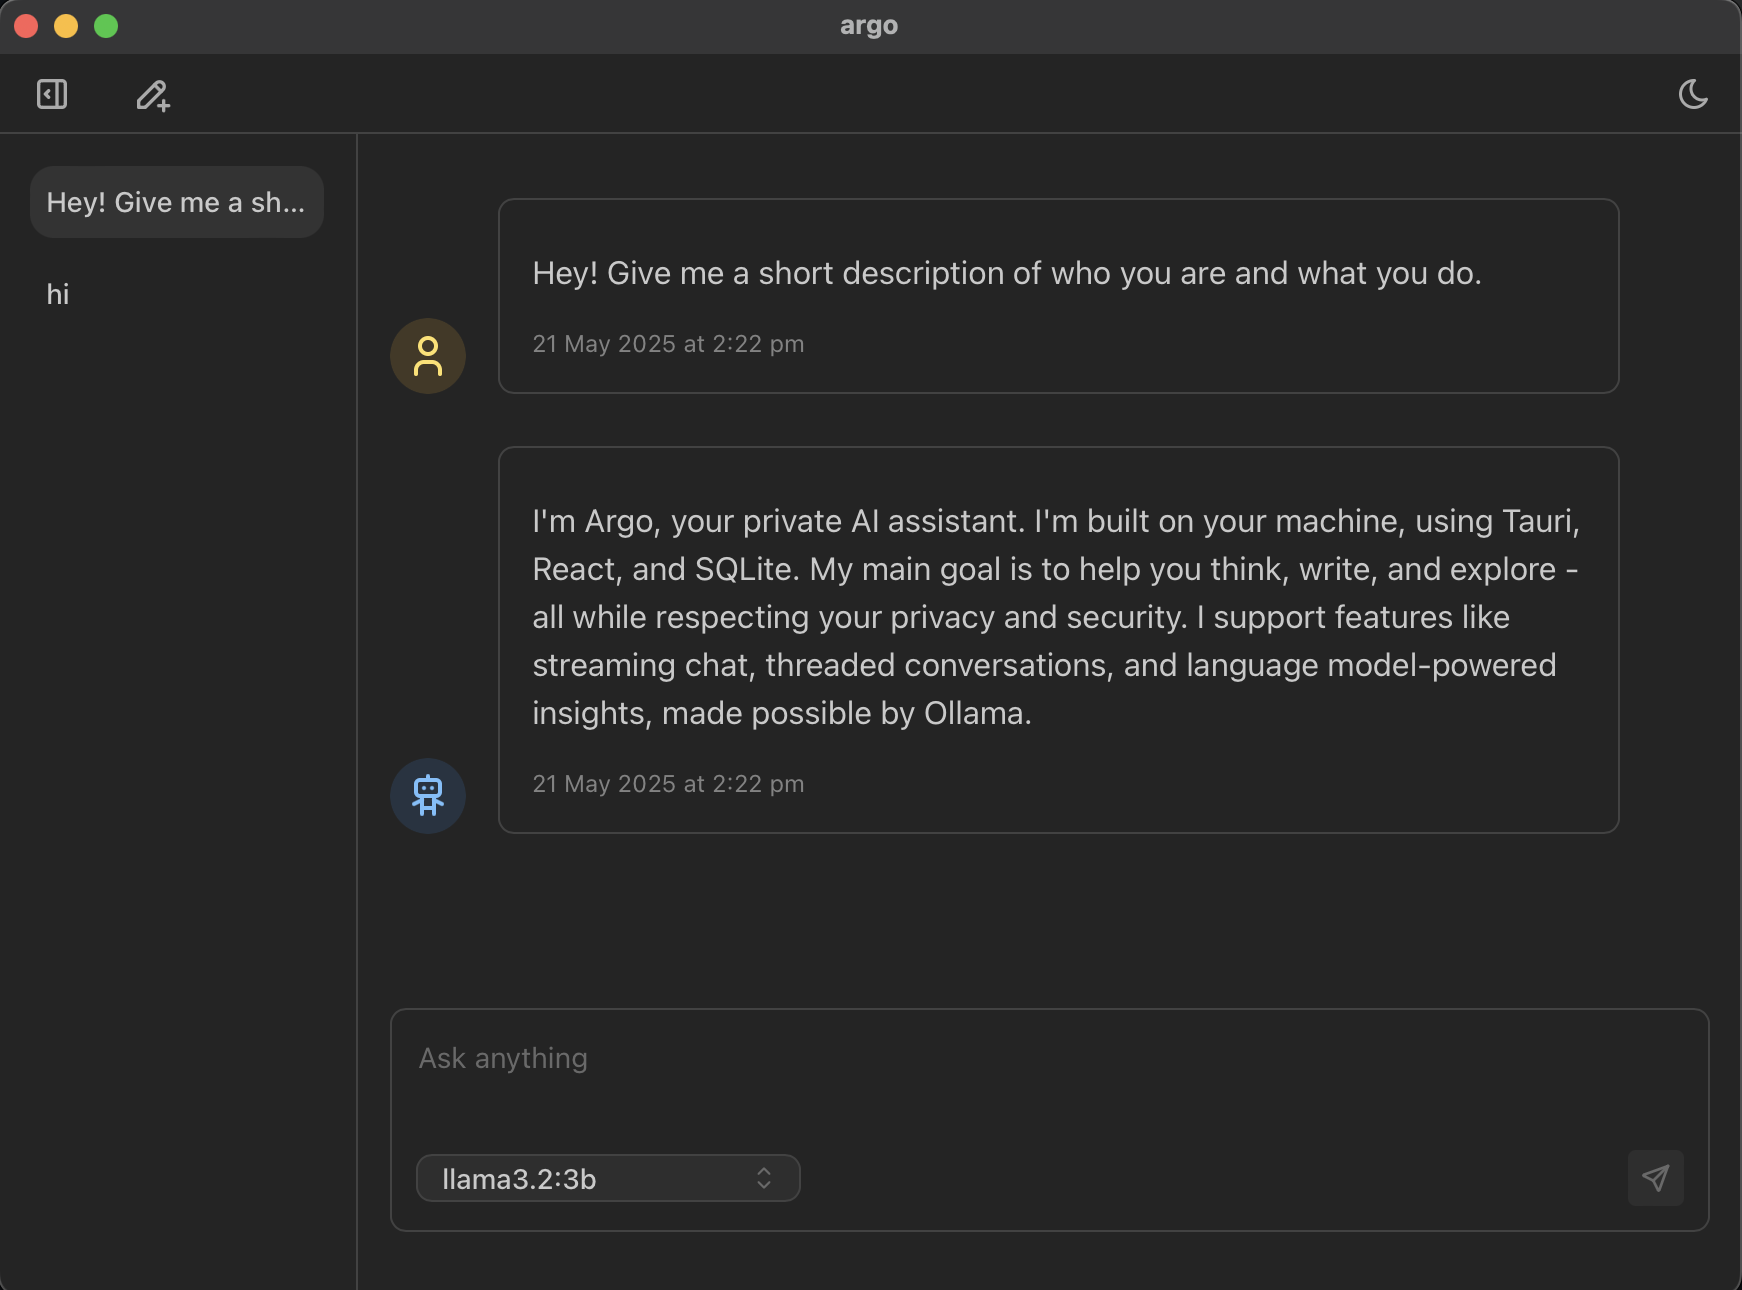 argo
Hey! Give me a sh...
hi
Hey! Give me a short description of who you are and what you do.
21 May 2025 at 2:22 pm
I'm Argo, your private AI assistant. I'm built on your machine, using Tauri,
React, and SQLite. My main goal is to help you think, write, and explore -
all while respecting your privacy and security. I support features like
streaming chat, threaded conversations, and language model-powered
insights, made possible by Ollama.
21 May 2025 at 2:22 pm
Ask anything
llama3.2:3b